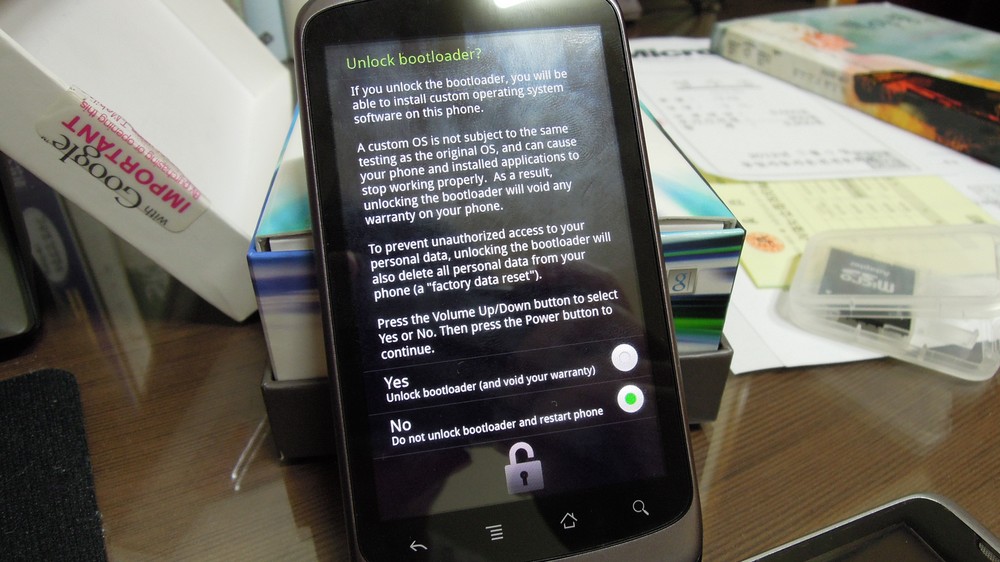 Unlock bootloader?
If you unlock the bootloader, you will be
able to install custom operating system
software on this phone.
A custom OS is not subject to the same
testing as the original OS, and can cause
your phone and installed applications to
stop working properly.  As a result,
unlocking the bootloader will void any
warranty on your phone.
To prevent unauthorized access to your
personal data, unlocking the bootloader will
also delete all personal data from your
phone (a "factory data reset").
Press the Volume Up/Down button to select
Yes or No. Then press the Power button to
continue.
Yes
Unlock bootloader (and void your warranty)
No
Do not unlock bootloader and restart phone
with Google™
IMPORTANT
opening this
g